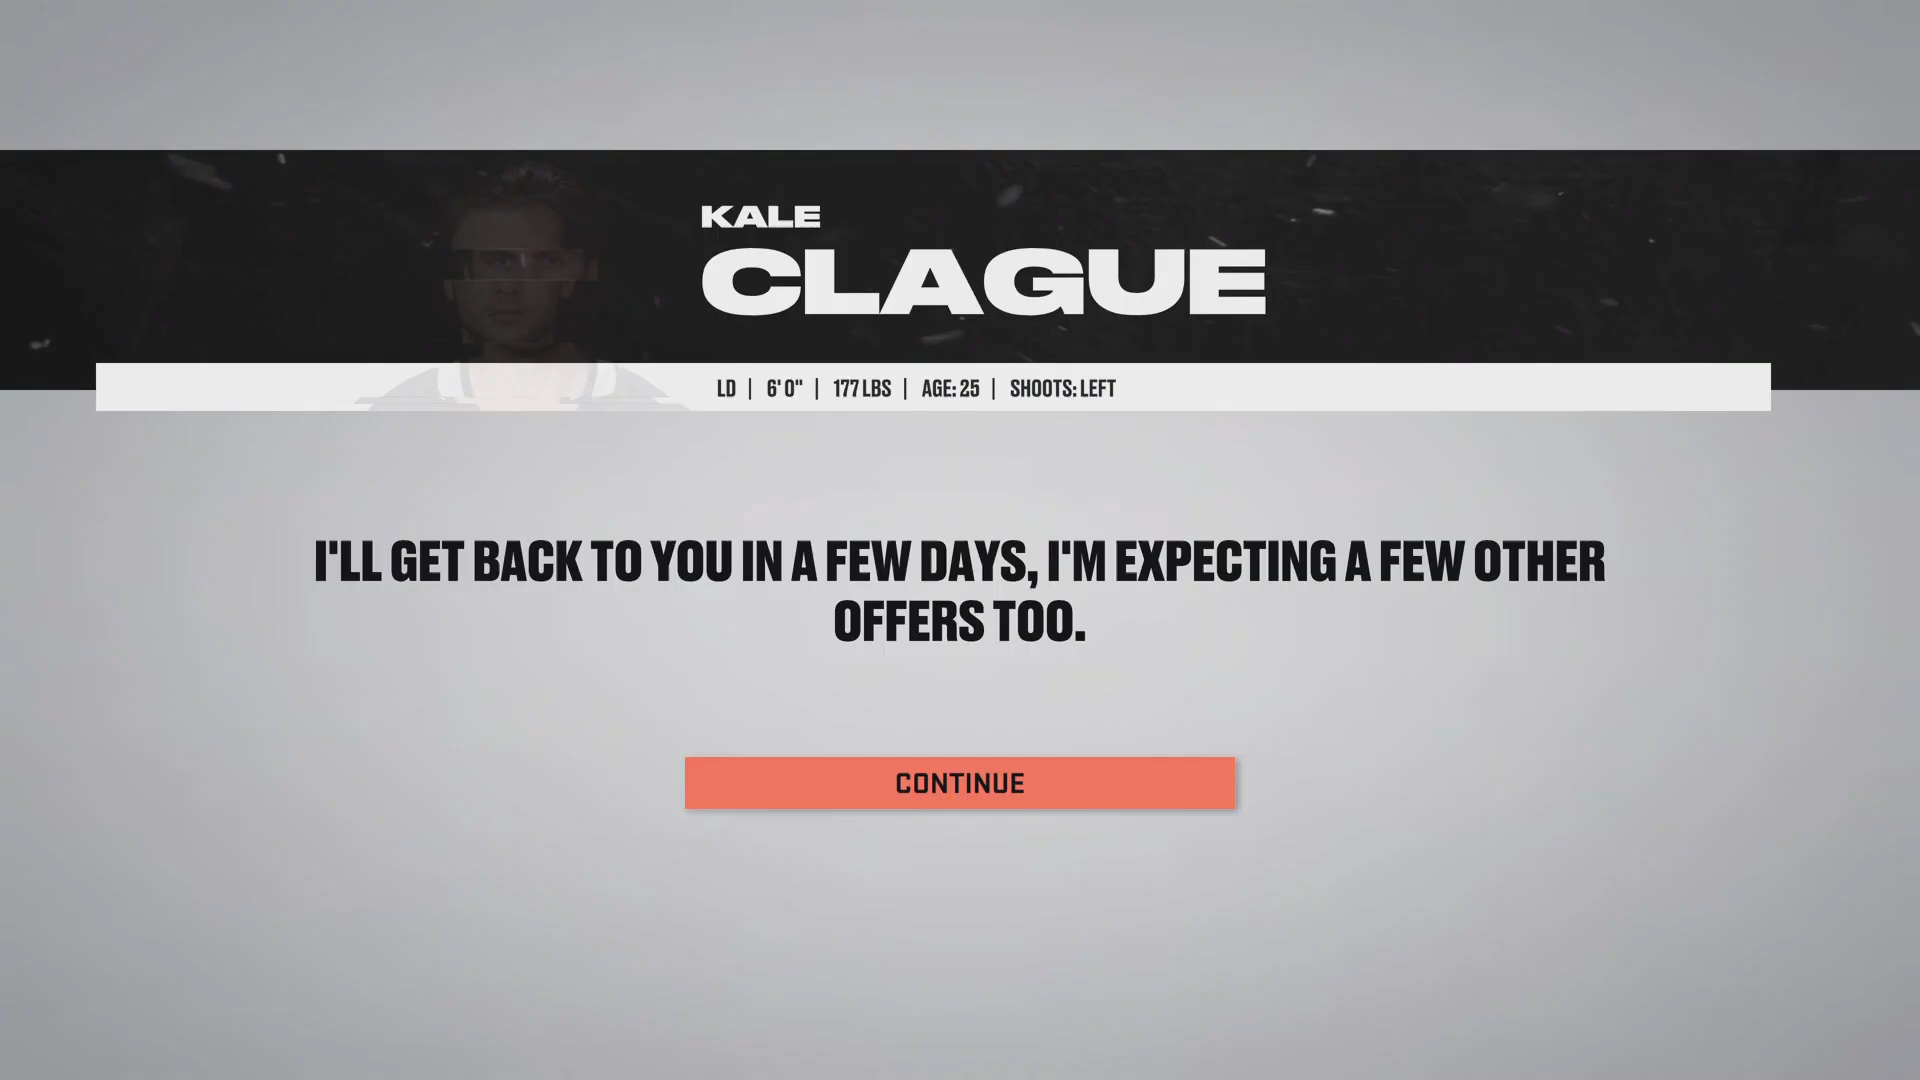 KALE
CLAGUE
LD | 6' 0" | 177 LBS | AGE: 25 | SHOOTS: LEFT
I'LL GET BACK TO YOU IN A FEW DAYS, I'M EXPECTING A FEW OTHER
OFFERS TOO.
CONTINUE